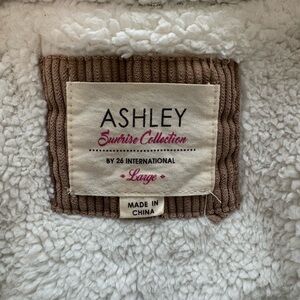 ASHLEY
Sunrise Collection
BY 26 INTERNATIONAL
Large
MADE IN
CHINA